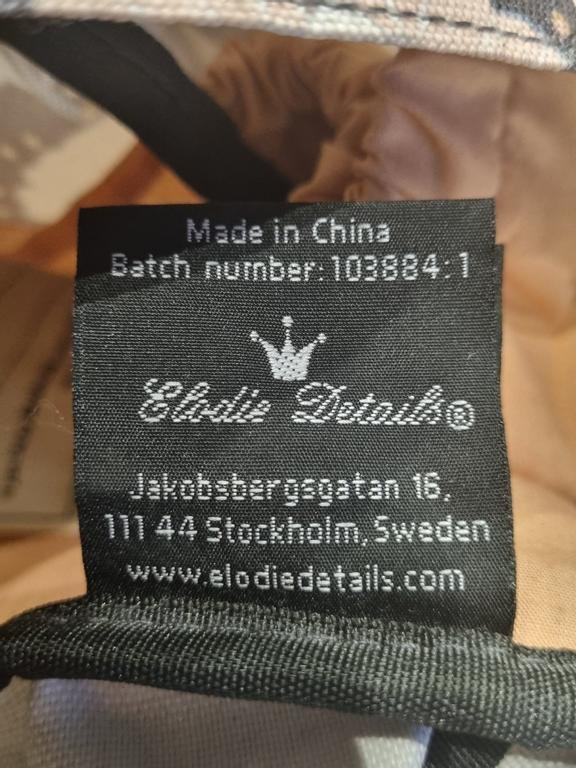 Made in China
Batch number: 103884:1
Elodie Details®
Jakobsbergsgatan 16,
111 44 Stockholm, Sweden
www.elodiedetails.com